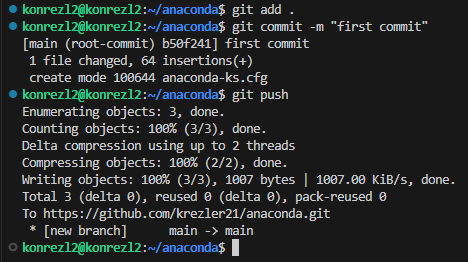 konrezl2@konrezl2:~/anaconda$ git add .
konrezl2@konrezl2:~/anaconda$ git commit -m "first commit"
[main (root-commit) b50f241] first commit
 1 file changed, 64 insertions(+)
 create mode 100644 anaconda-ks.cfg
konrezl2@konrezl2:~/anaconda$ git push
Enumerating objects: 3, done.
Counting objects: 100% (3/3), done.
Delta compression using up to 2 threads
Compressing objects: 100% (2/2), done.
Writing objects: 100% (3/3), 1007 bytes | 1007.00 KiB/s, done.
Total 3 (delta 0), reused 0 (delta 0), pack-reused 0
To https://github.com/krezler21/anaconda.git
 * [new branch]      main -> main
konrezl2@konrezl2:~/anaconda$